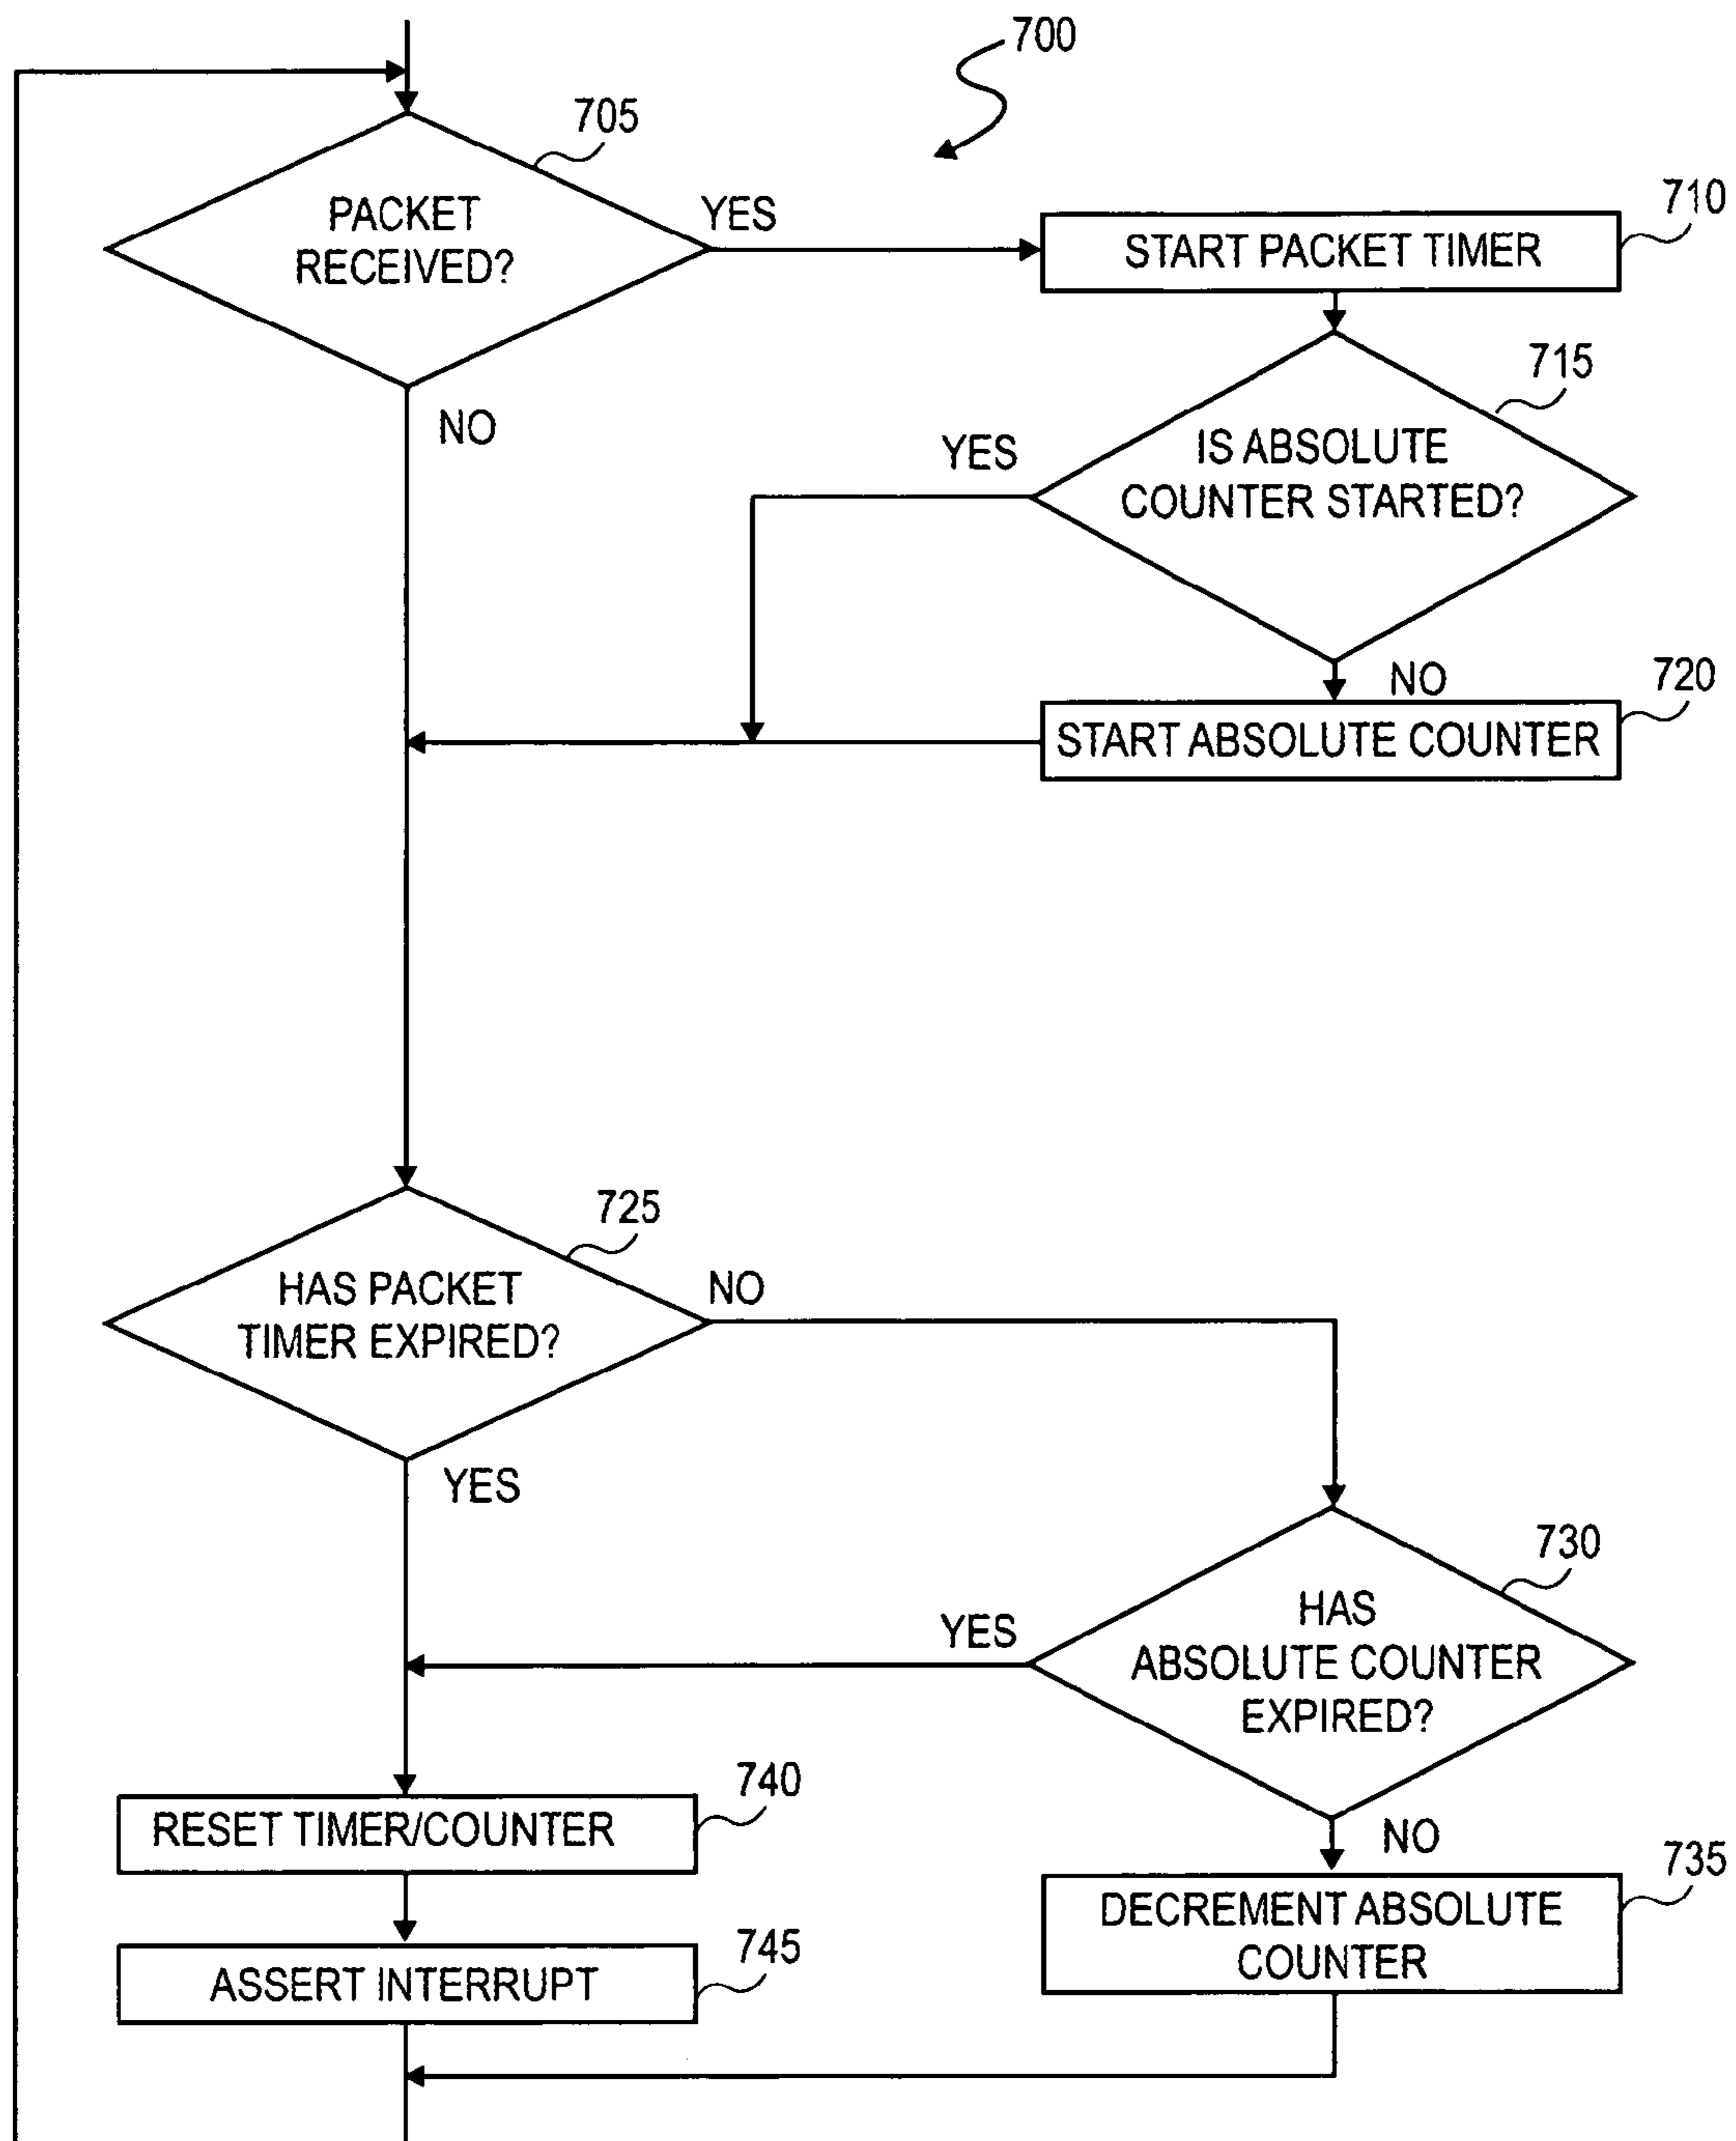 700
705
PACKET
RECEIVED?
YES
NO
710
START PACKET TIMER
715
IS ABSOLUTE
COUNTER STARTED?
YES
NO
720
START ABSOLUTE COUNTER
725
HAS PACKET
TIMER EXPIRED?
NO
YES
730
HAS
ABSOLUTE COUNTER
EXPIRED?
YES
NO
735
DECREMENT ABSOLUTE
COUNTER
740
RESET TIMER/COUNTER
745
ASSERT INTERRUPT